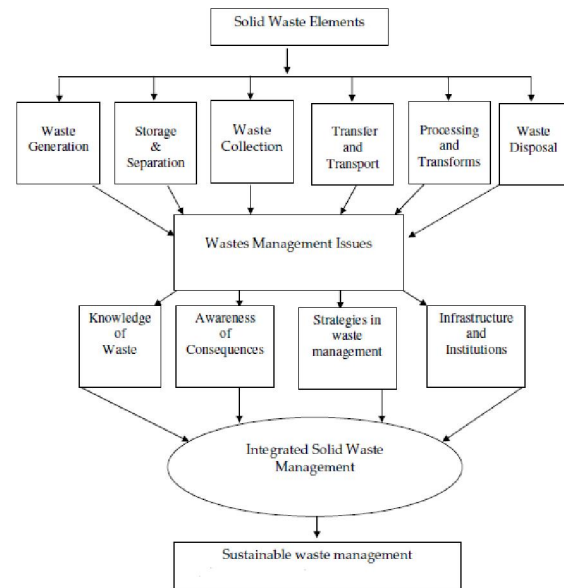 Solid Waste Elements
Waste
Generation
Storage
&
Separation
Waste
Collection
Transfer
and
Transport
Processing
and
Transforms
Waste
Disposal
Wastes Management Issues
Knowledge
of
Waste
Awareness
of
Consequences
Strategies in
waste
management
Infrastructure
and
Institutions
Integrated Solid Waste
Management
Sustainable waste management